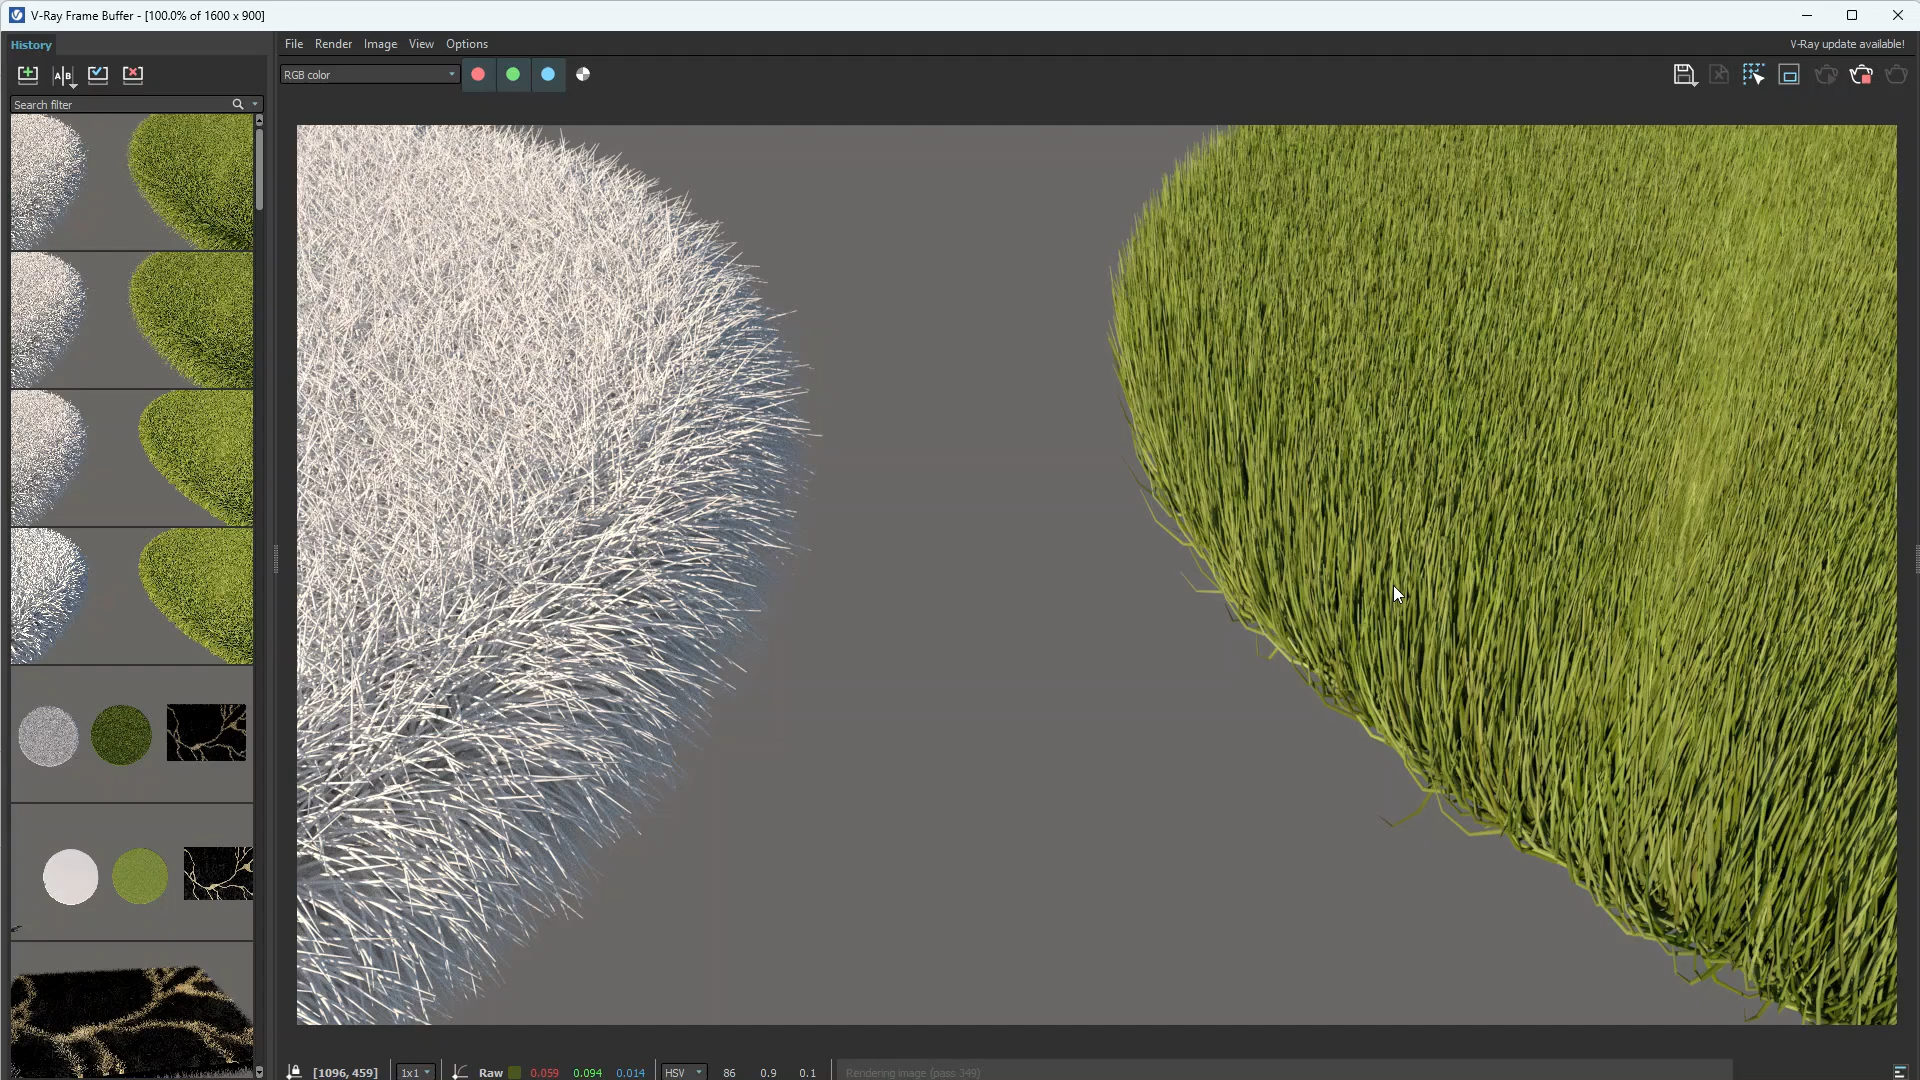 V-Ray Frame Buffer - [100.0% of 1600 x 900]
History
File Render Image View Options
V-Ray update available!
A B
RGB color
Search filter
[1096, 459]
1x1
Raw
0.059 0.094 0.014
HSV
86 0.9 0.1
Rendering image (pass 349)